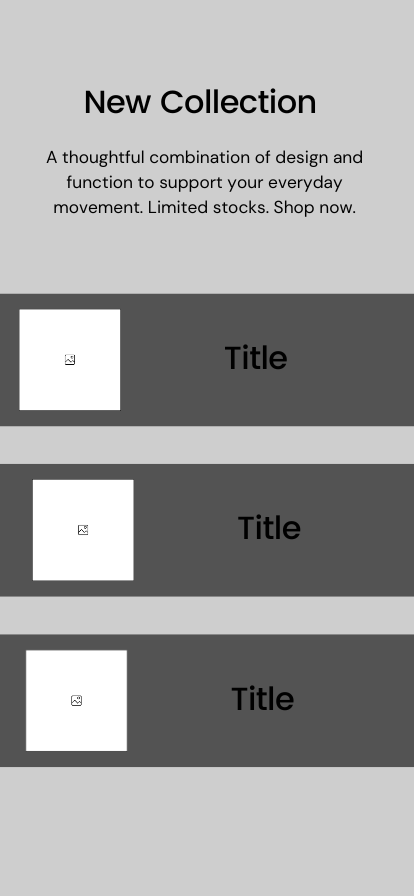 New Collection
A thoughtful combination of design and
function to support your everyday
movement. Limited stocks. Shop now.
Title
Title
Title